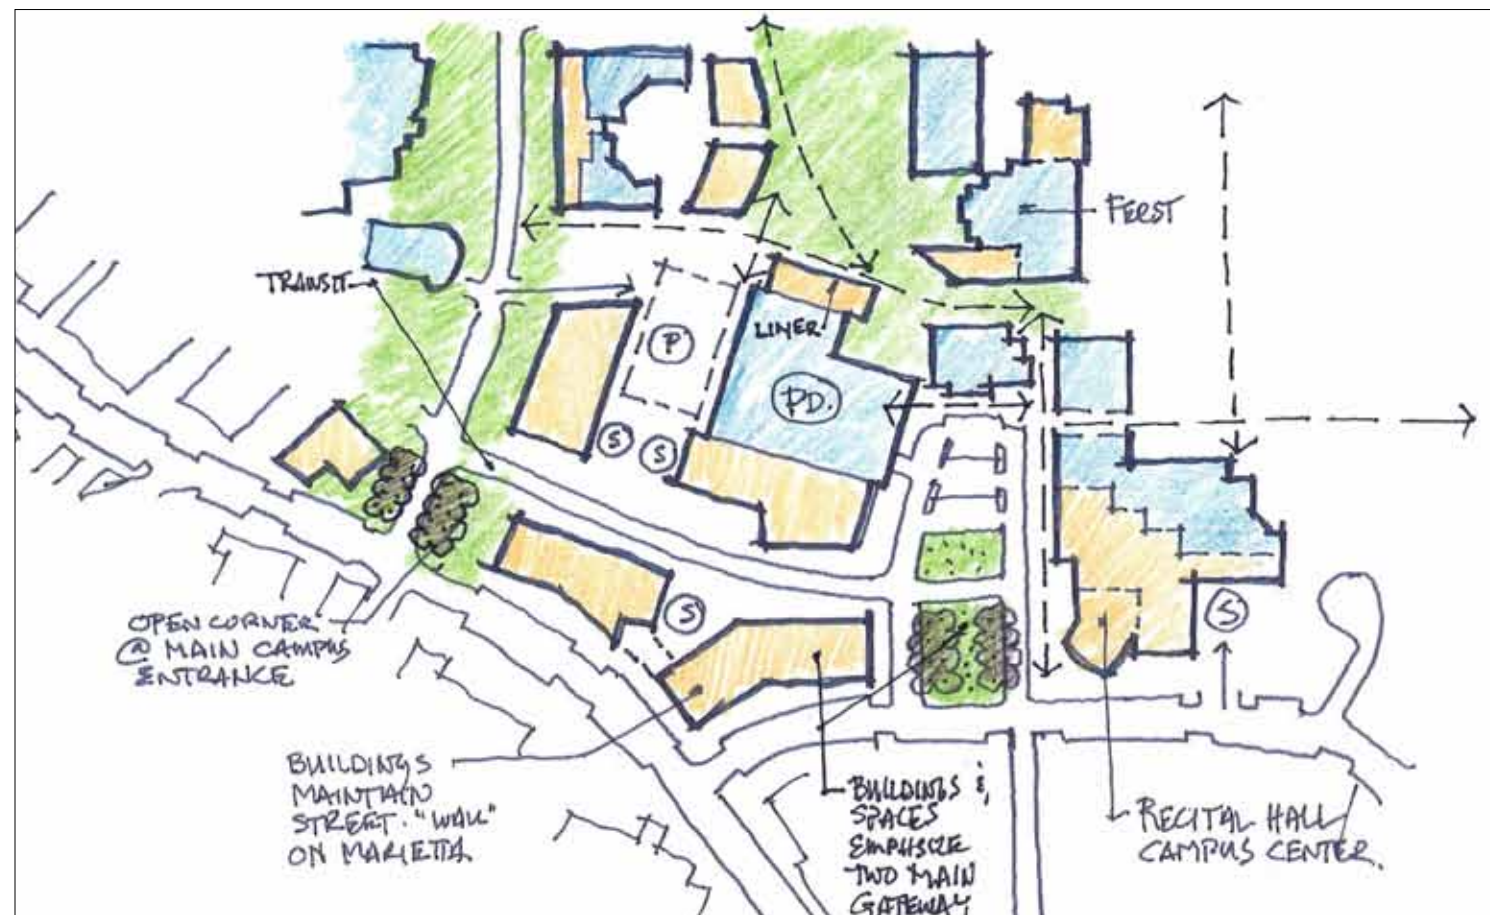 FERST
TRANSIT
LINER
P
PD.
S
S
S
S
OPEN CORNER
@ MAIN CAMPUS
ENTRANCE
BUILDINGS
MAINTAIN
STREET. "WALL"
ON MARIETTA
BUILDINGS &
SPACES
EMPHSIZE
TWO MAIN
GATEWAY
RECITAL HALL
CAMPUS CENTER.